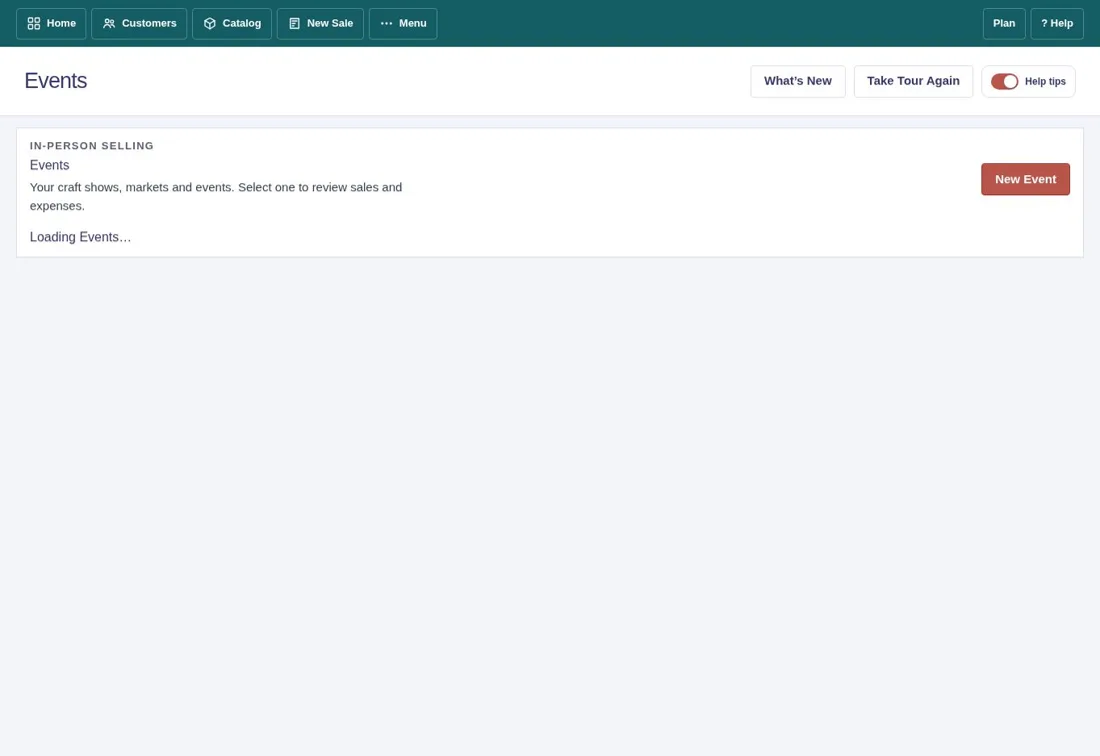 Home
Customers
Catalog
New Sale
Menu
Plan
? Help
Events
What's New
Take Tour Again
Help tips
IN-PERSON SELLING
Events
Your craft shows, markets and events. Select one to review sales and
expenses.
New Event
Loading Events…